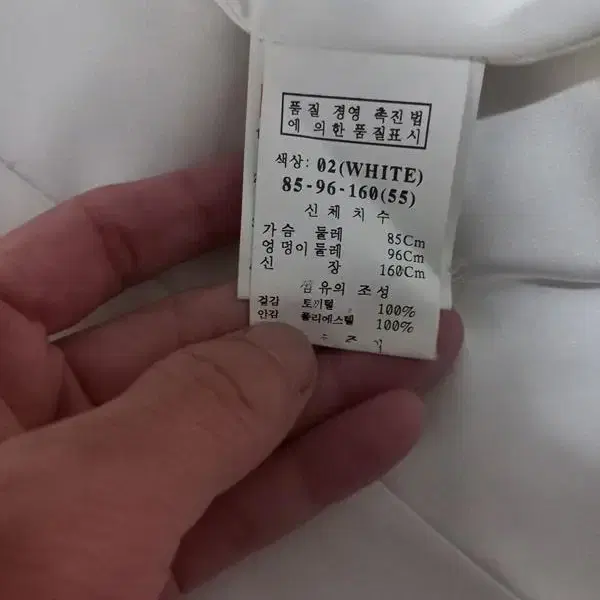 품질 경영 촉진법
에 의한 품질표시
색상: 02(WHITE)
85-96-160(55)
신체치수
가슴 둘레 85Cm
엉덩이둘레 96Cm
신 장 160Cm
섬유의 조성
겉감 토끼털 100%
안감 폴리에스텔 100%